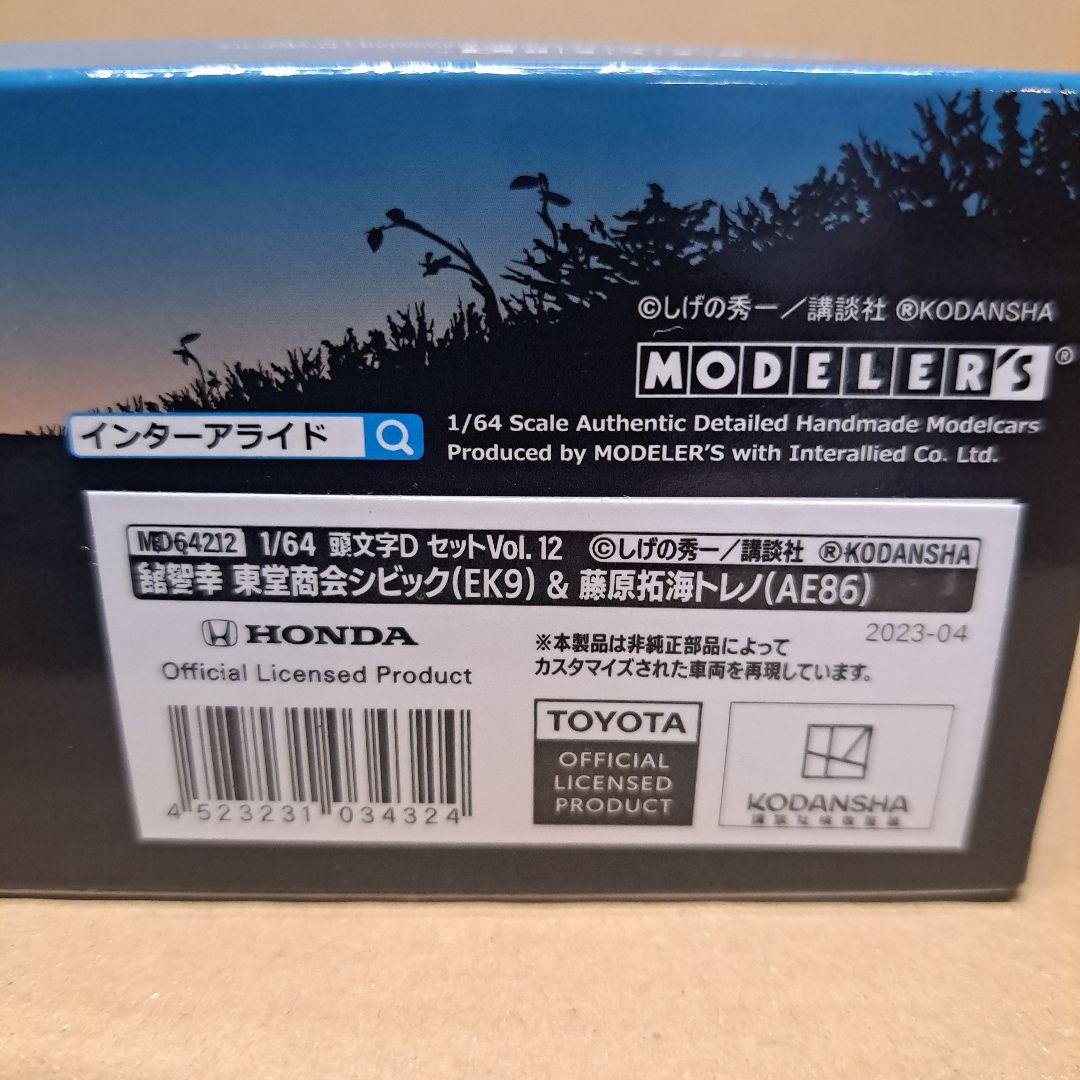 ©しげの秀一／講談社 ®KODANSHA
MODELER'S®
インターアライド
1/64 Scale Authentic Detailed Handmade Modelcars
Produced by MODELER'S with Interallied Co. Ltd.
MD64212 1/64 頭文字D セットVol. 12 ©しげの秀一／講談社 ®KODANSHA
舘智幸 東堂商会シビック(EK9) & 藤原拓海トレノ(AE86)
2023-04
HONDA
Official Licensed Product
※本製品は非純正部品によって
カスタマイズされた車両を再現しています。
4 523231 034324
TOYOTA
OFFICIAL
LICENSED
PRODUCT
KODANSHA